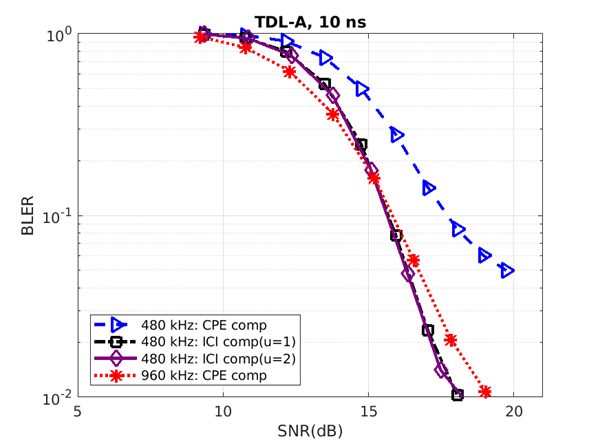 TDL-A, 10 ns
10^0
10^-1
10^-2
BLER
480 kHz: CPE comp
480 kHz: ICI comp(u=1)
480 kHz: ICI comp(u=2)
960 kHz: CPE comp
5 10 15 20
SNR(dB)